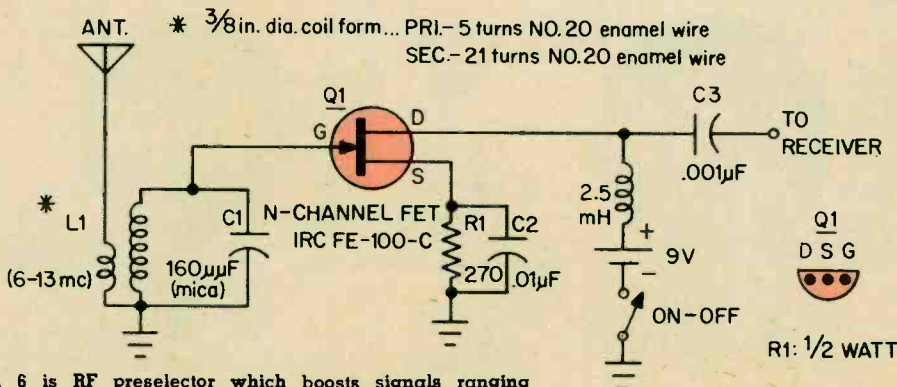 ANT.
* 3/8 in. dia. coil form... PRI.- 5 turns NO. 20 enamel wire
SEC.- 21 turns NO. 20 enamel wire
Q1
G
D
S
C3
TO
RECEIVER
.001µF
*
L1
(6-13mc)
C1
160µµF
(mica)
N-CHANNEL FET
IRC FE-100-C
R1
270
C2
.01µF
2.5
mH
+
9V
-
ON-OFF
Q1
D S G
R1: 1/2 WATT
6 is RF preselector which boosts signals ranging